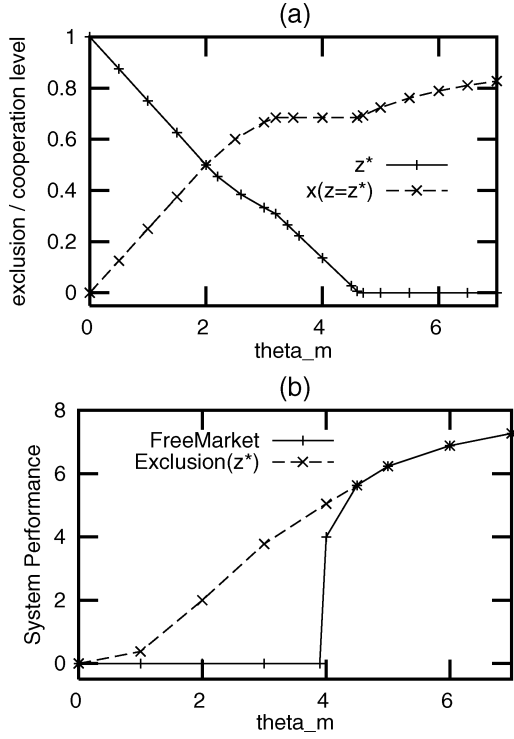 (a)
exclusion / cooperation level
1
0.8
0.6
0.4
0.2
0
z*
x(z=z*)
0 2 4 6
theta_m
(b)
System Performance
8
6
4
2
0
FreeMarket
Exclusion(z*)
0 2 4 6
theta_m